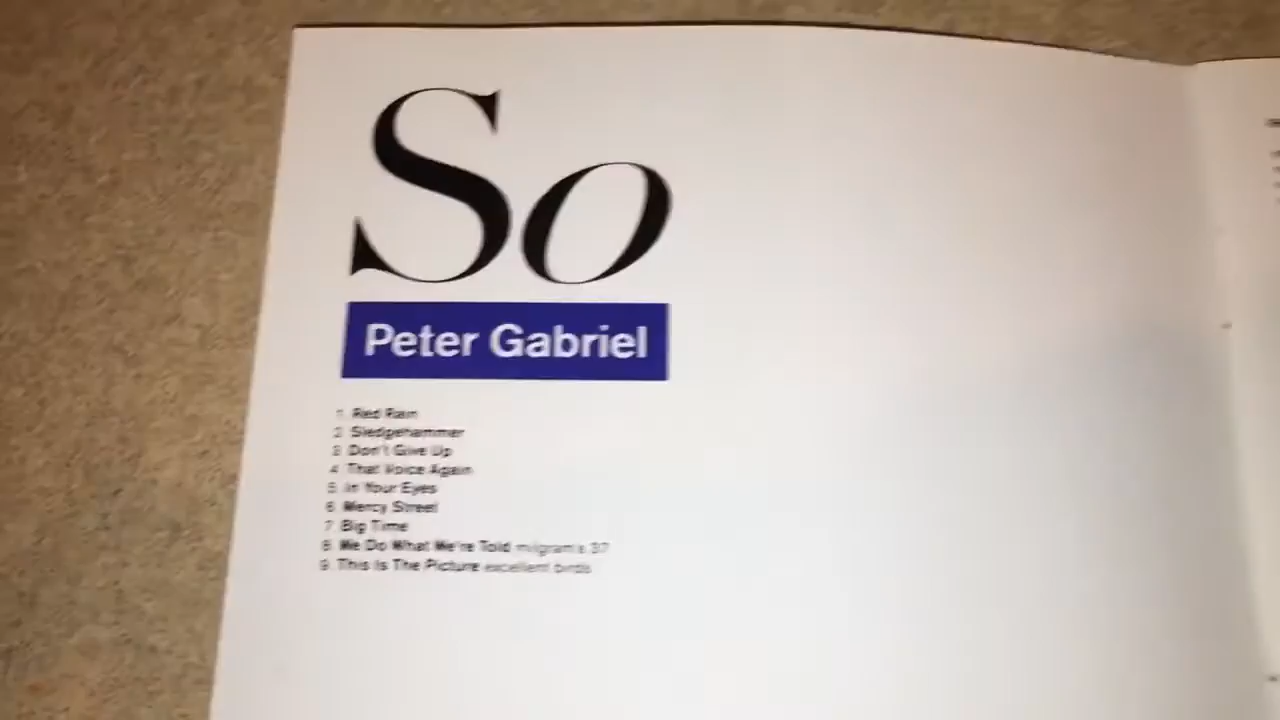 So
Peter Gabriel
1 Red Rain
2 Sledgehammer
3 Don't Give Up
4 That Voice Again
5 In Your Eyes
6 Mercy Street
7 Big Time
8 We Do What We're Told milgram's 37
9 This Is The Picture excellent birds